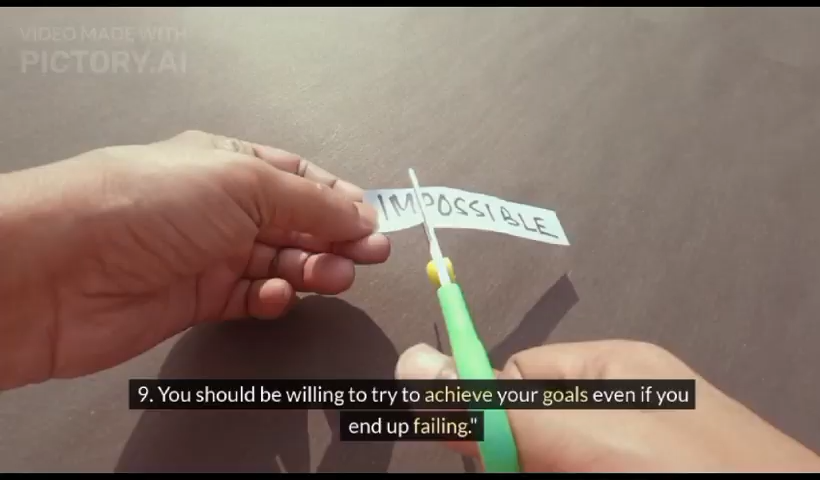 VIDEO MADE WITH
PICTORY.AI
IMPOSSIBLE
9. You should be willing to try to achieve your goals even if you
end up failing."